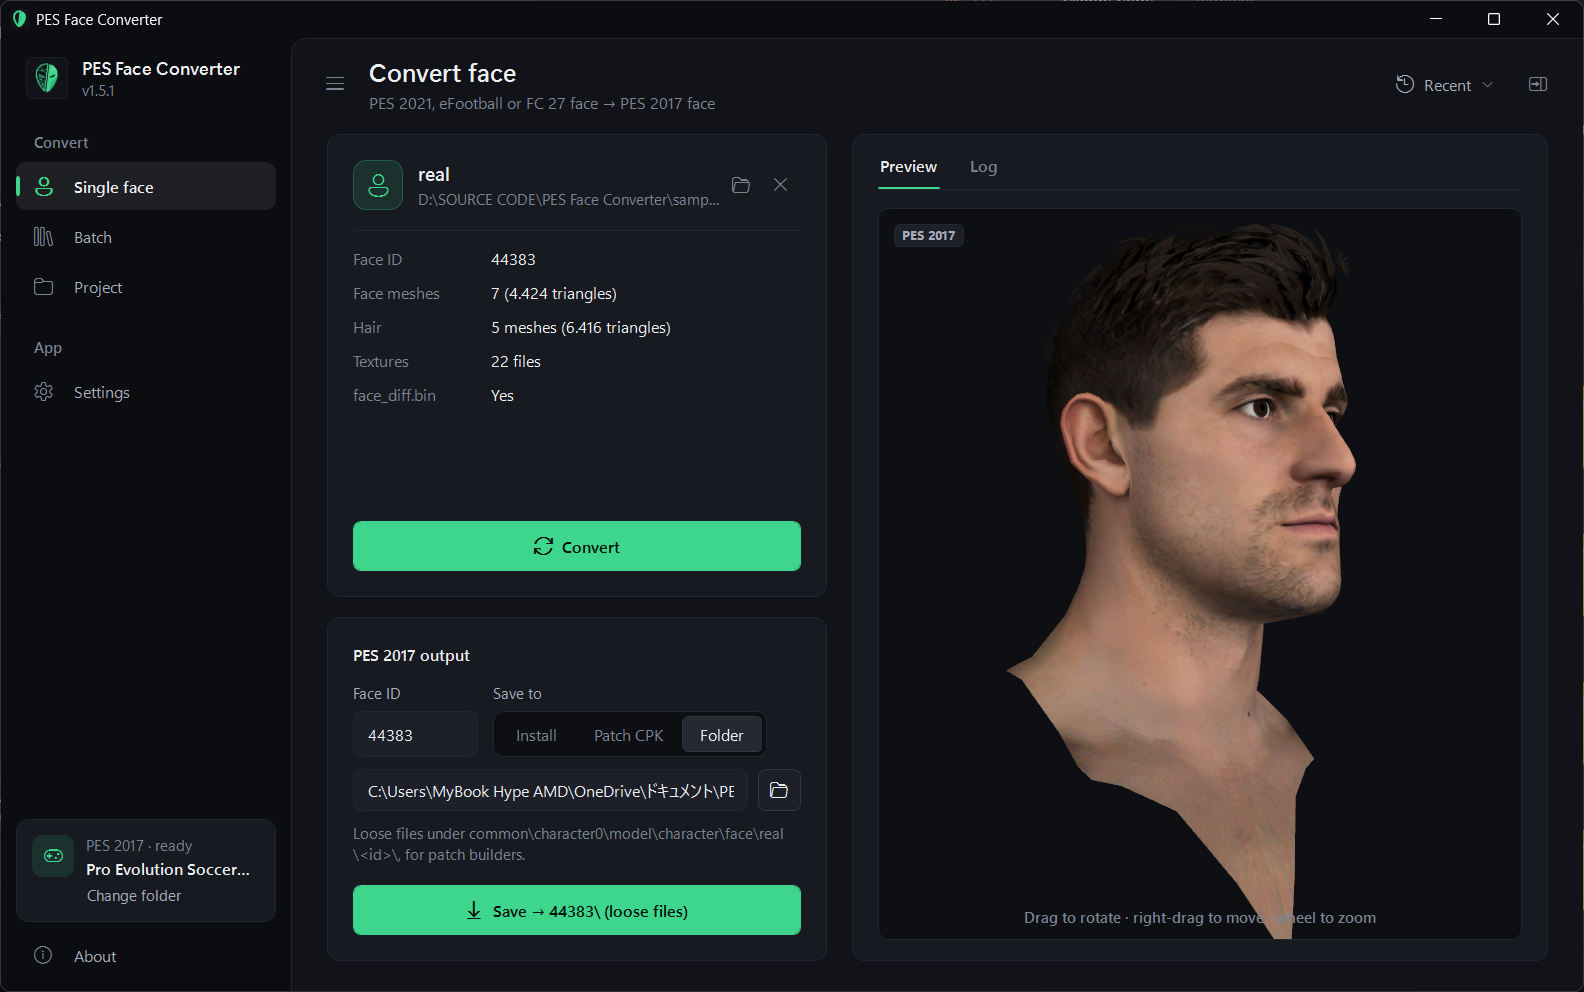 PES Face Converter
PES Face Converter
v1.5.1
Convert
Single face
Batch
Project
App
Settings
PES 2017 · ready
Pro Evolution Soccer...
Change folder
About
Convert face
PES 2021, eFootball or FC 27 face → PES 2017 face
Recent
real
D:\SOURCE CODE\PES Face Converter\samp...
Face ID 44383
Face meshes 7 (4.424 triangles)
Hair 5 meshes (6.416 triangles)
Textures 22 files
face_diff.bin Yes
Convert
PES 2017 output
Face ID Save to
44383 Install Patch CPK Folder
C:\Users\MyBook Hype AMD\OneDrive\ドキュメント\PE
Loose files under common\character0\model\character\face\real
\<id>\, for patch builders.
Save → 44383\ (loose files)
Preview Log
PES 2017
Drag to rotate · right-drag to move heel to zoom